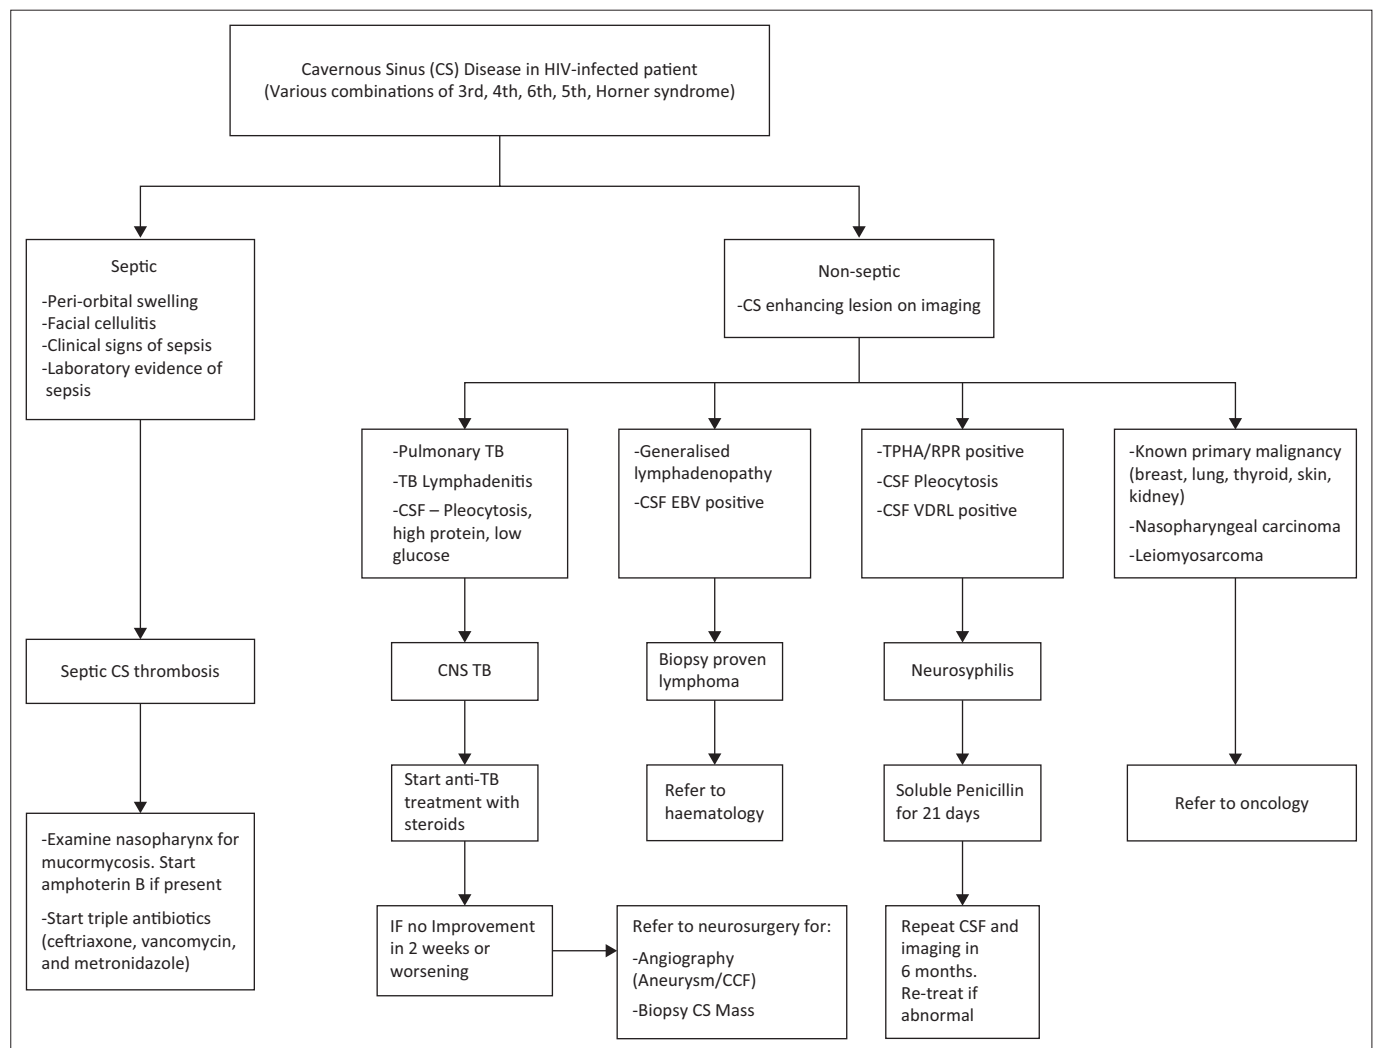 Cavernous Sinus (CS) Disease in HIV-infected patient
(Various combinations of 3rd, 4th, 6th, 5th, Horner syndrome)
Septic
-Peri-orbital swelling
-Facial cellulitis
-Clinical signs of sepsis
-Laboratory evidence of
sepsis
Non-septic
-CS enhancing lesion on imaging
-Pulmonary TB
-TB Lymphadenitis
-CSF – Pleocytosis,
high protein, low
glucose
-Generalised
lymphadenopathy
-CSF EBV positive
-TPHA/RPR positive
-CSF Pleocytosis
-CSF VDRL positive
-Known primary malignancy
(breast, lung, thyroid, skin,
kidney)
-Nasopharyngeal carcinoma
-Leiomyosarcoma
Septic CS thrombosis
CNS TB
Biopsy proven
lymphoma
Neurosyphilis
Start anti-TB
treatment with
steroids
Refer to
haematology
Soluble Penicillin
for 21 days
Refer to oncology
-Examine nasopharynx for
mucormycosis. Start
amphoterin B if present
-Start triple antibiotics
(ceftriaxone, vancomycin,
and metronidazole)
IF no Improvement
in 2 weeks or
worsening
Refer to neurosurgery for:
-Angiography
(Aneurysm/CCF)
-Biopsy CS Mass
Repeat CSF and
imaging in
6 months.
Re-treat if
abnormal